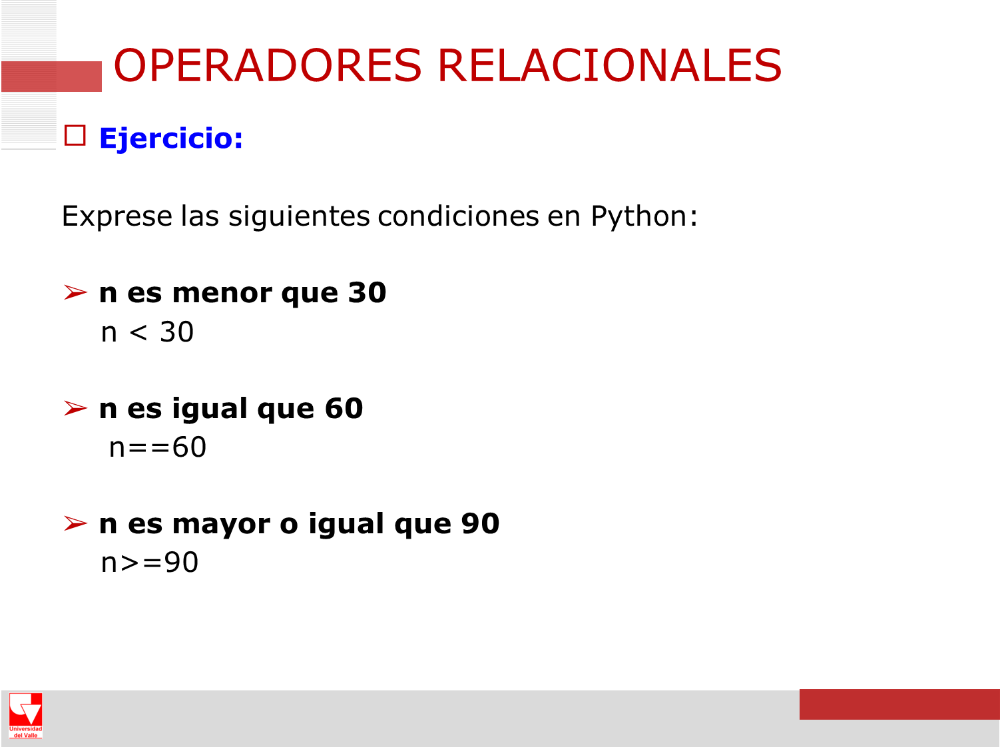 OPERADORES RELACIONALES
Ejercicio:
Exprese las siguientes condiciones en Python:
➢ n es menor que 30
n < 30
➢ n es igual que 60
n==60
➢ n es mayor o igual que 90
n>=90
Universidad
del Valle